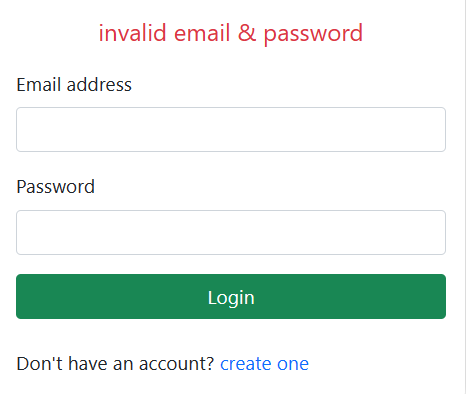 invalid email & password
Email address
Password
Login
Don't have an account? create one